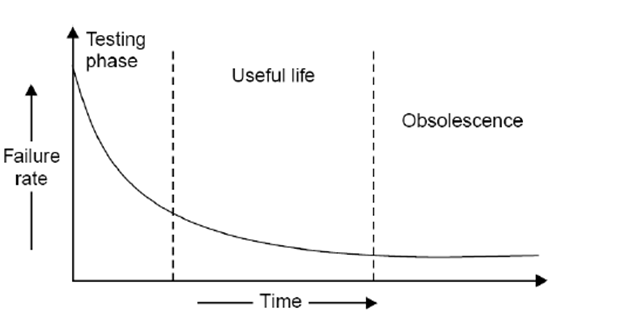 Testing
phase
Useful life
Obsolescence
Failure
rate
Time